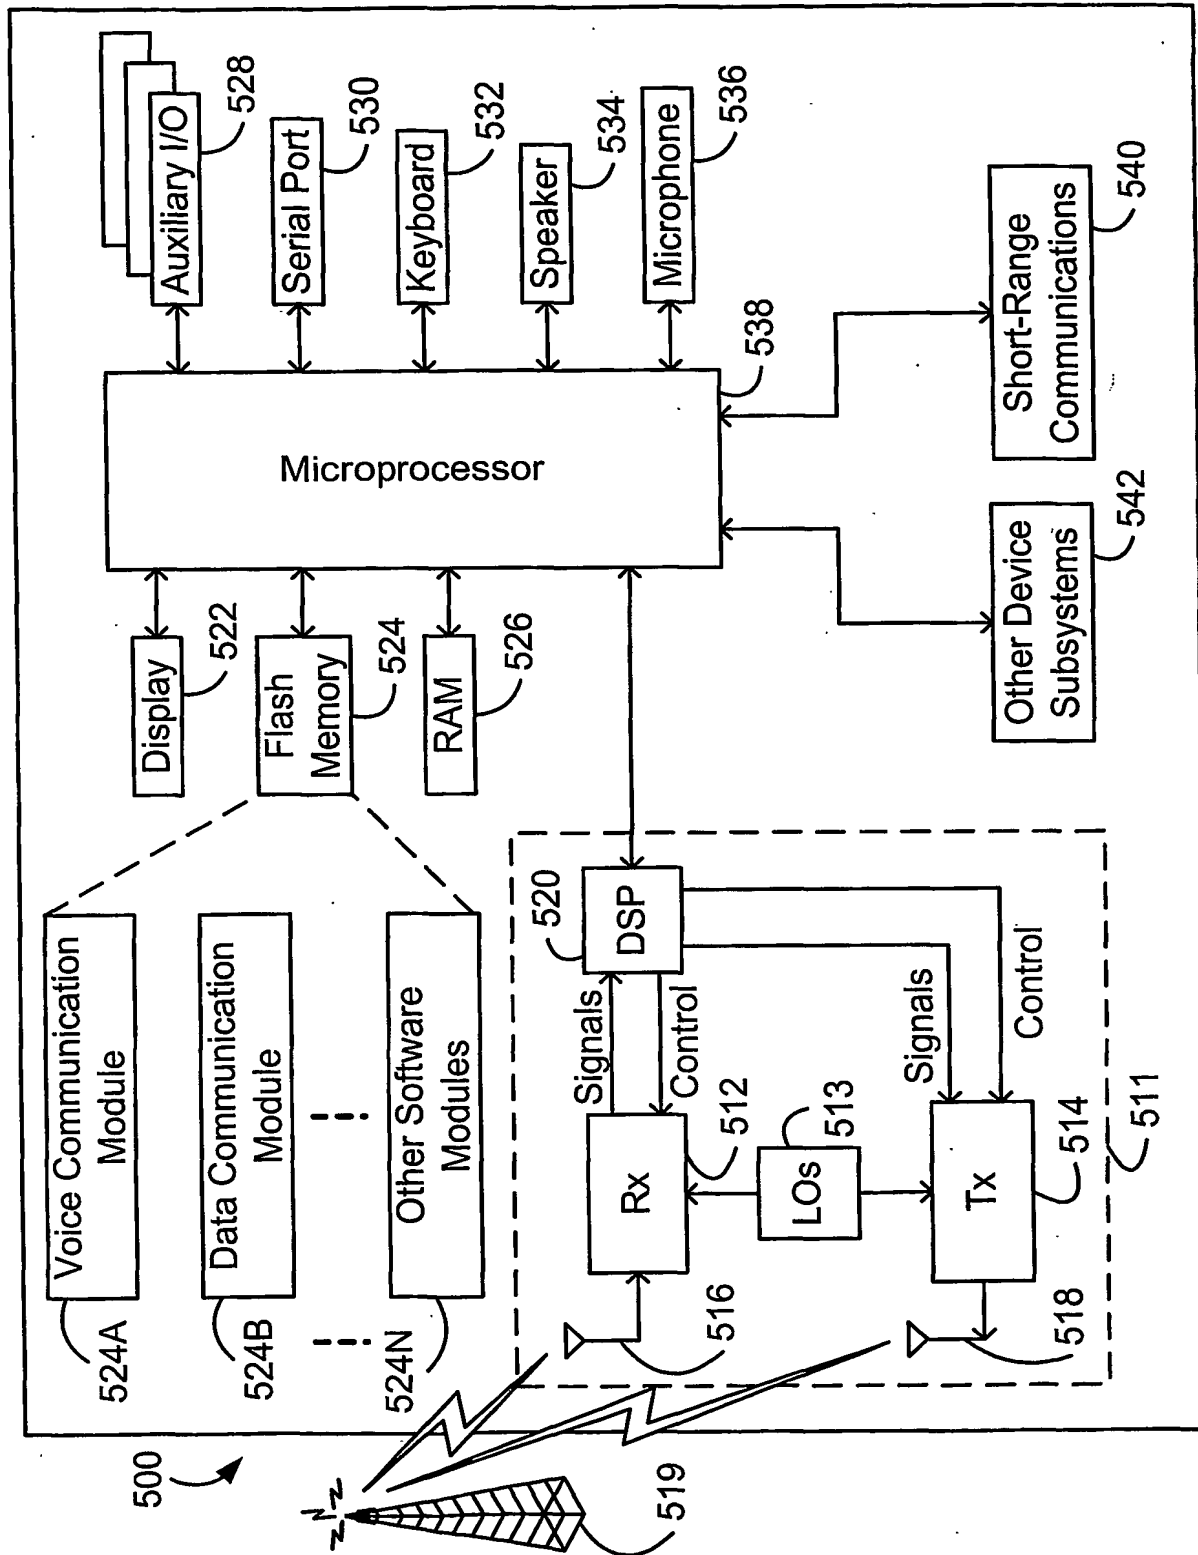 500
519
Voice Communication
Module
524A
Data Communication
Module
524B
Other Software
Modules
524N
Display
522
Flash
Memory
524
RAM
526
Microprocessor
538
Auxiliary I/O
528
Serial Port
530
Keyboard
532
Speaker
534
Microphone
536
Short-Range
Communications
540
Other Device
Subsystems
542
DSP
520
Signals
Control
Rx
512
LOs
513
Signals
Control
Tx
514
516
518
511